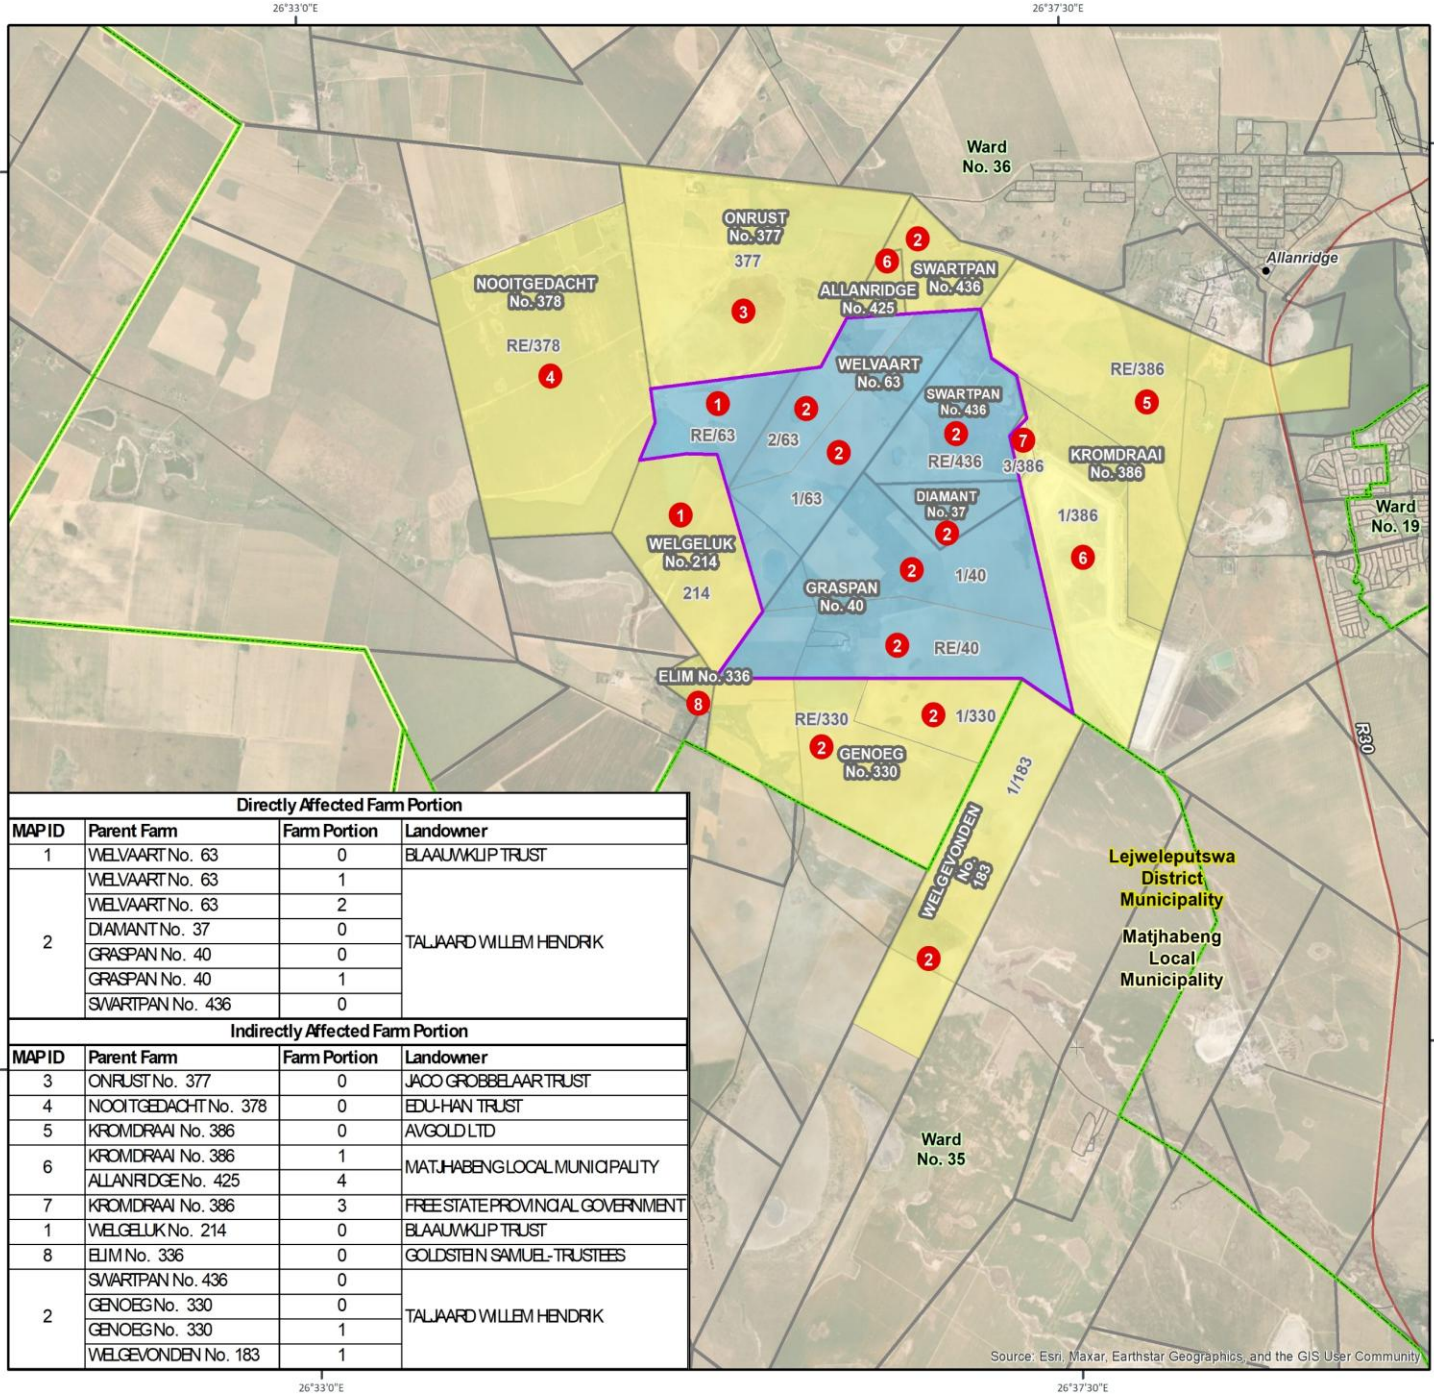 26°33'0"E
26°37'30"E
Ward
No. 36
ONRUST
No. 377
377
2
6
SWARTPAN
No. 436
Allanridge
NOOITGEDACHT
No. 378
ALLANRIDGE
No. 425
3
RE/378
4
WELVAART
No. 63
RE/386
5
SWARTPAN
No. 436
1
2
2
RE/63
2/63
7
2
RE/436
3/386
KROMDRAAI
No. 386
1/63
DIAMANT
No. 37
2
1/386
Ward
No. 19
1
WELGELUK
No. 214
214
6
2
1/40
GRASPAN
No. 40
2
RE/40
ELIM No. 336
8
RE/330
2
1/330
2
GENOEG
No. 330
1/183
R30
WELGEVONDEN
No.
183
2
Lejweleputswa
District
Municipality
Matjhabeng
Local
Municipality
Ward
No. 35
Directly Affected Farm Portion
MAP ID Parent Farm Farm Portion Landowner
1 WELVAART No. 63 0 BLAAUWKLIP TRUST
WELVAART No. 63 1
WELVAART No. 63 2
DIAMANT No. 37 0
2 TALJAARD WILLEM HENDRIK
GRASPAN No. 40 0
GRASPAN No. 40 1
SWARTPAN No. 436 0
Indirectly Affected Farm Portion
MAP ID Parent Farm Farm Portion Landowner
3 ONRUST No. 377 0 JACO GROBBELAAR TRUST
4 NOOITGEDACHT No. 378 0 EDU-HAN TRUST
5 KROMDRAAI No. 386 0 AVGOLD LTD
6 KROMDRAAI No. 386 1 MATJHABENG LOCAL MUNICIPALITY
ALLANRIDGE No. 425 4
7 KROMDRAAI No. 386 3 FREE STATE PROVINCIAL GOVERNMENT
1 WELGELUK No. 214 0 BLAAUWKLIP TRUST
8 ELIM No. 336 0 GOLDSTEIN SAMUEL-TRUSTEES
SWARTPAN No. 436 0
GENOEG No. 330 0
2 TALJAARD WILLEM HENDRIK
GENOEG No. 330 1
WELGEVONDEN No. 183 1
Source: Esri, Maxar, Earthstar Geographics, and the GIS User Community
26°33'0"E
26°37'30"E